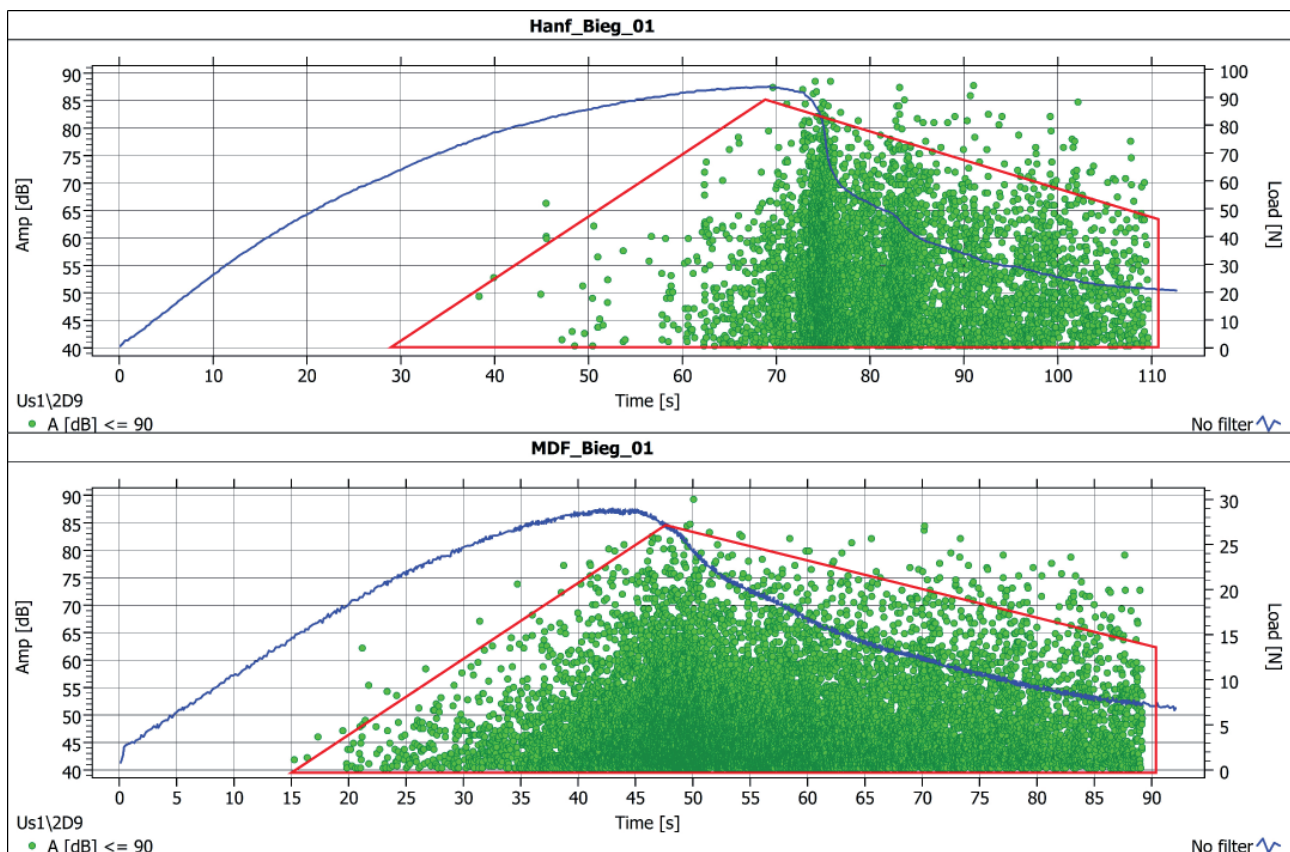 Hanf_Bieg_01
Amp [dB]
90
85
80
75
70
65
60
55
50
45
40
100
90
80
70
60
50
40
30
20
10
0
Load [N]
0 10 20 30 40 50 60 70 80 90 100 110
Time [s]
Us1\2D9
A [dB] <= 90
No filter
MDF_Bieg_01
Amp [dB]
90
85
80
75
70
65
60
55
50
45
40
30
25
20
15
10
5
0
Load [N]
0 5 10 15 20 25 30 35 40 45 50 55 60 65 70 75 80 85 90
Time [s]
Us1\2D9
A [dB] <= 90
No filter